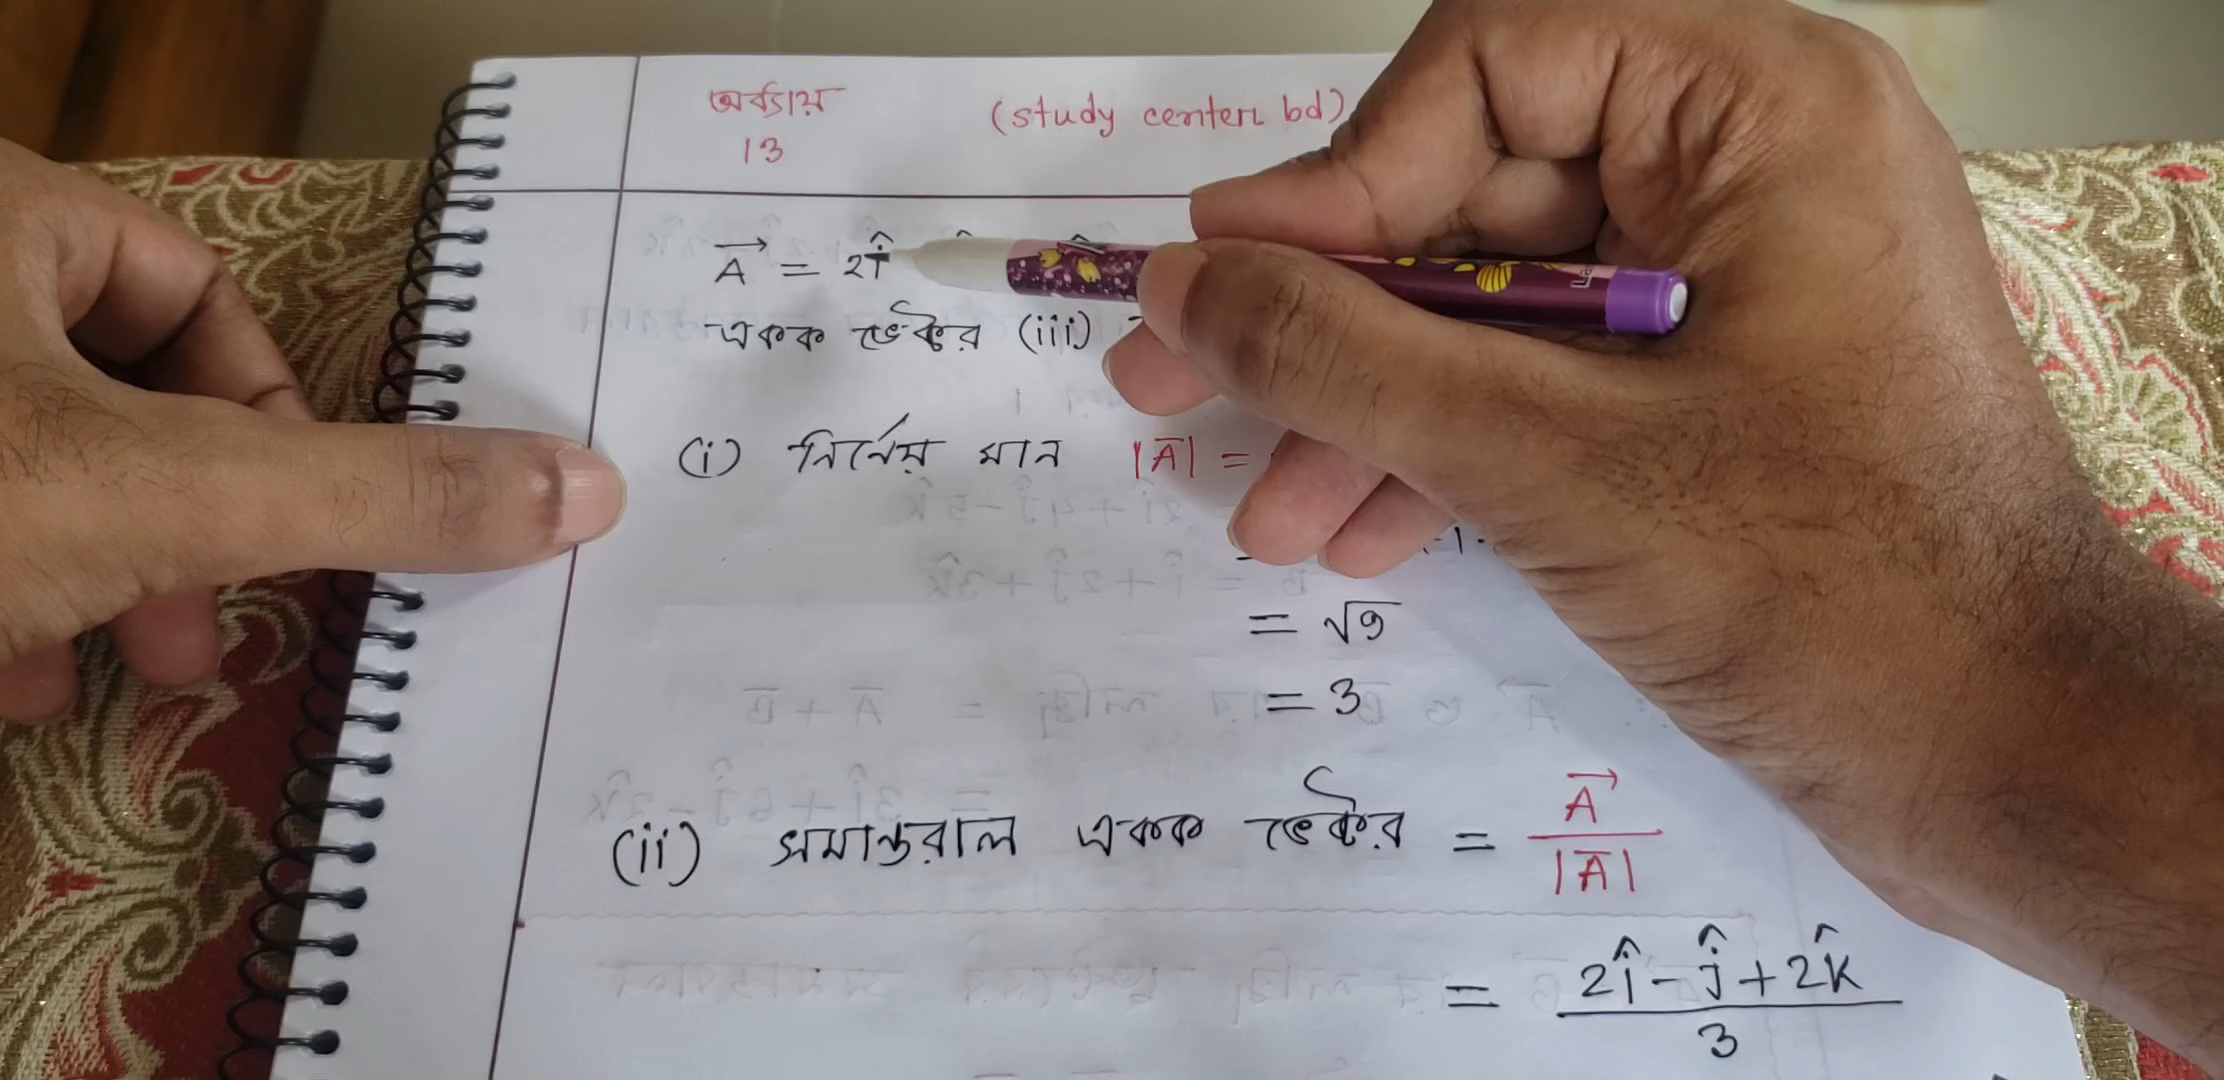 অধ্যায়
13
(study center bd)
A→ = 2î
একক ভেক্টর (iii)
(i) নির্নেয় মান |A̅| =
= √9
= 3
(ii) সমান্তরাল একক ভেক্টর = A→ / |A̅|
= 2î - ĵ + 2k̂ / 3